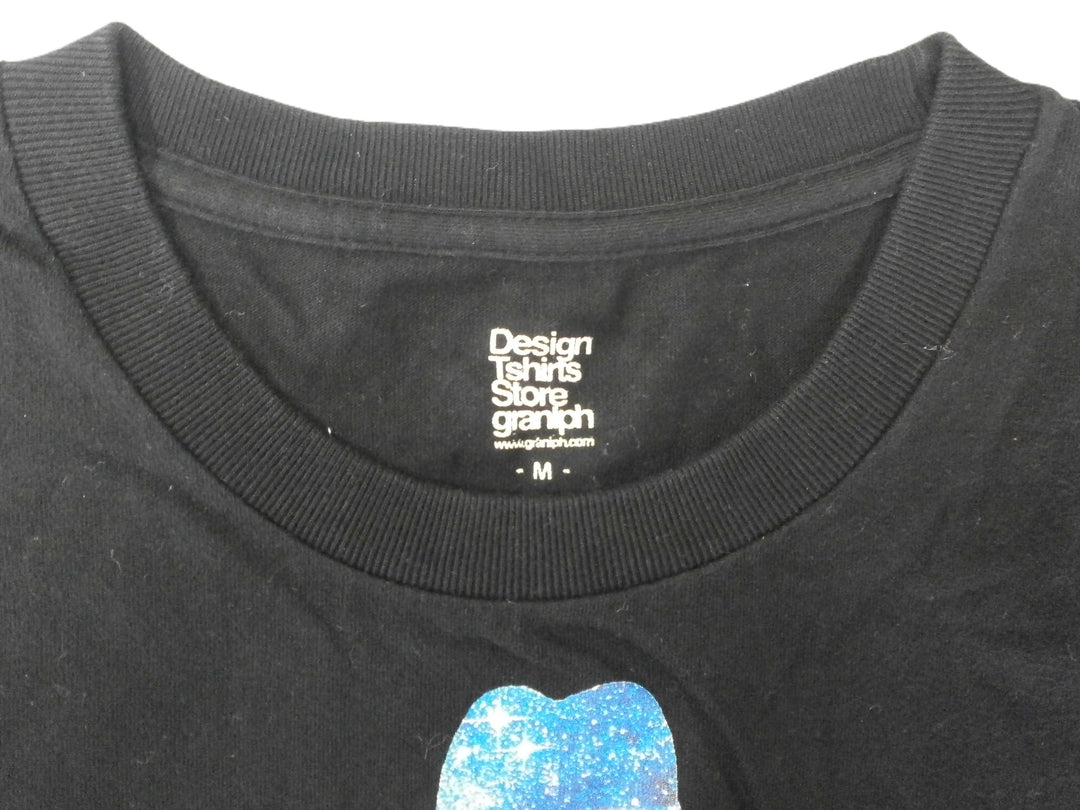 Design
Tshirts
Store
graniph
www.graniph.com
- M -